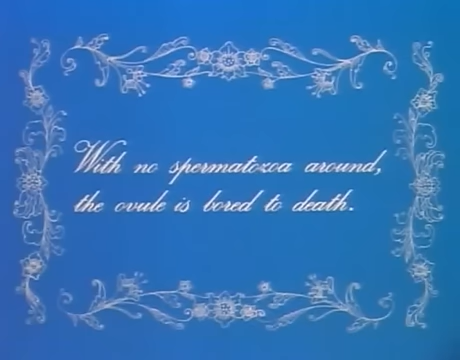 With no spermatozoa around,
the ovule is bored to death.